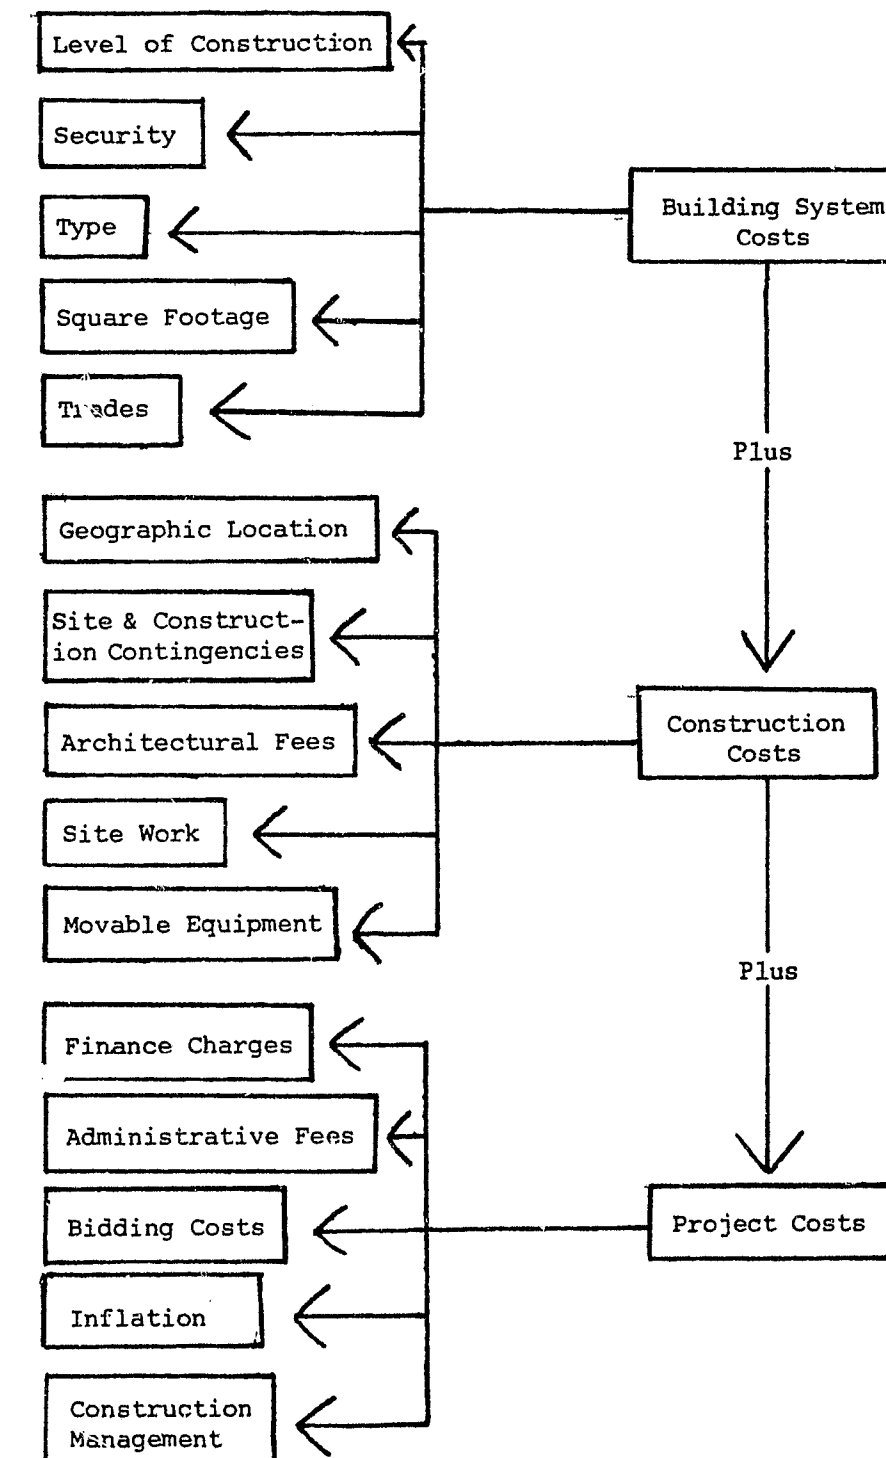 Level of Construction
Security
Type
Square Footage
Trades
Building System
Costs
Plus
Geographic Location
Site & Construct-
ion Contingencies
Architectural Fees
Site Work
Movable Equipment
Construction
Costs
Plus
Finance Charges
Administrative Fees
Bidding Costs
Inflation
Construction
Management
Project Costs